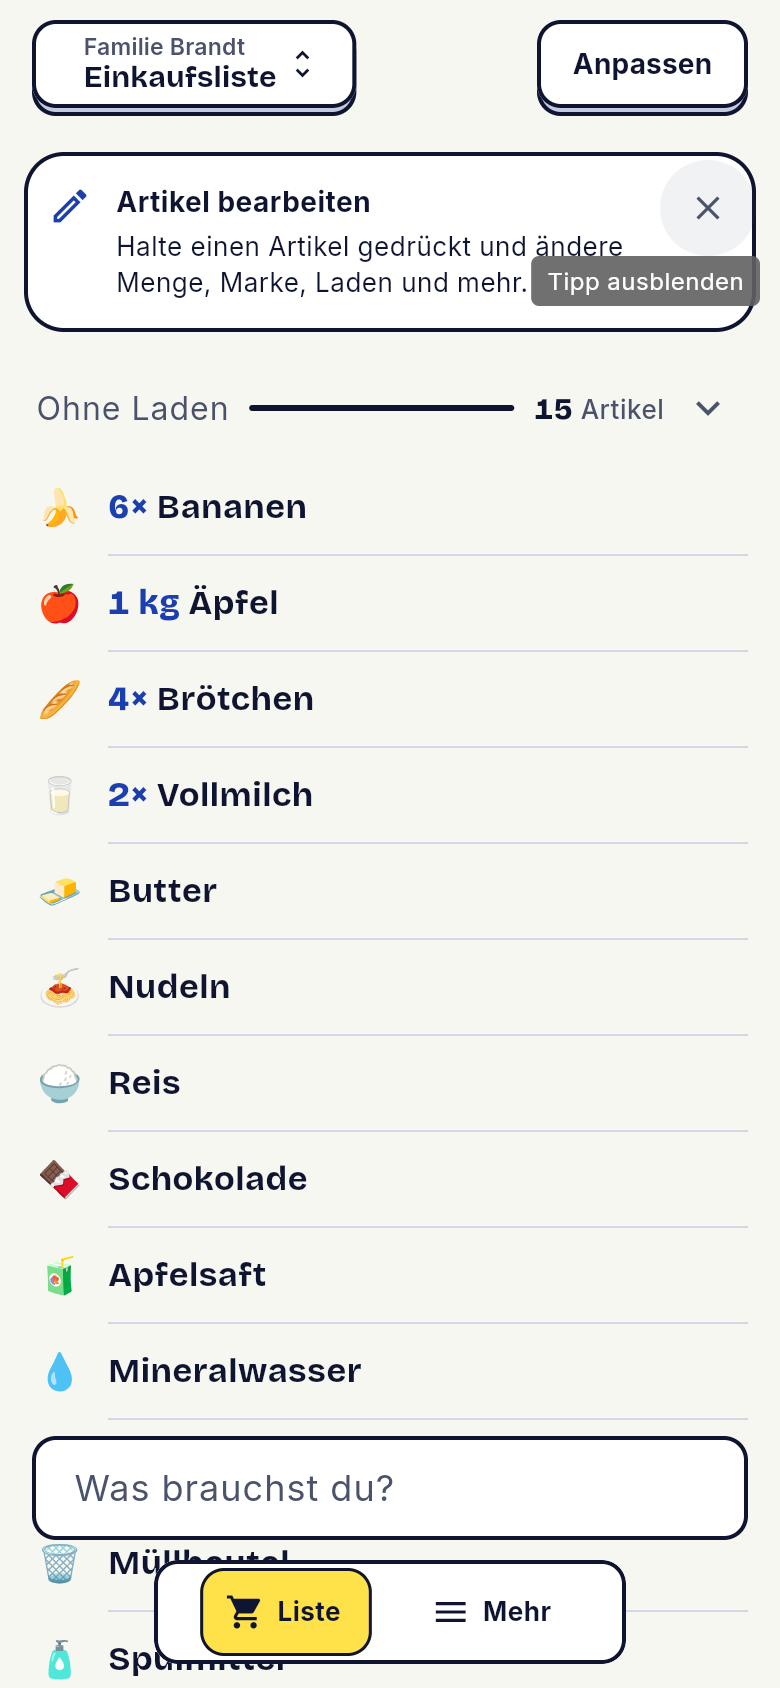 Familie Brandt
Einkaufsliste
Anpassen
Artikel bearbeiten
Halte einen Artikel gedrückt und ändere
Menge, Marke, Laden und mehr.
Tipp ausblenden
Ohne Laden
15 Artikel
6× Bananen
1 kg Äpfel
4× Brötchen
2× Vollmilch
Butter
Nudeln
Reis
Schokolade
Apfelsaft
Mineralwasser
Was brauchst du?
Müllbeutel
Spülmittel
Liste
Mehr